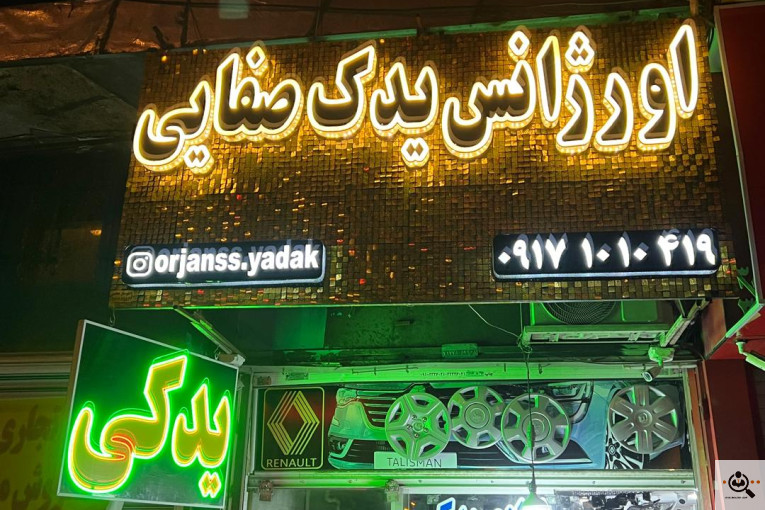 اورژانس یدک صفایی
orjanss.yadak
۰۹۱۷ ۱۰۱۰ ۴۱۹
یدکی
RENAULT
TALISMAN